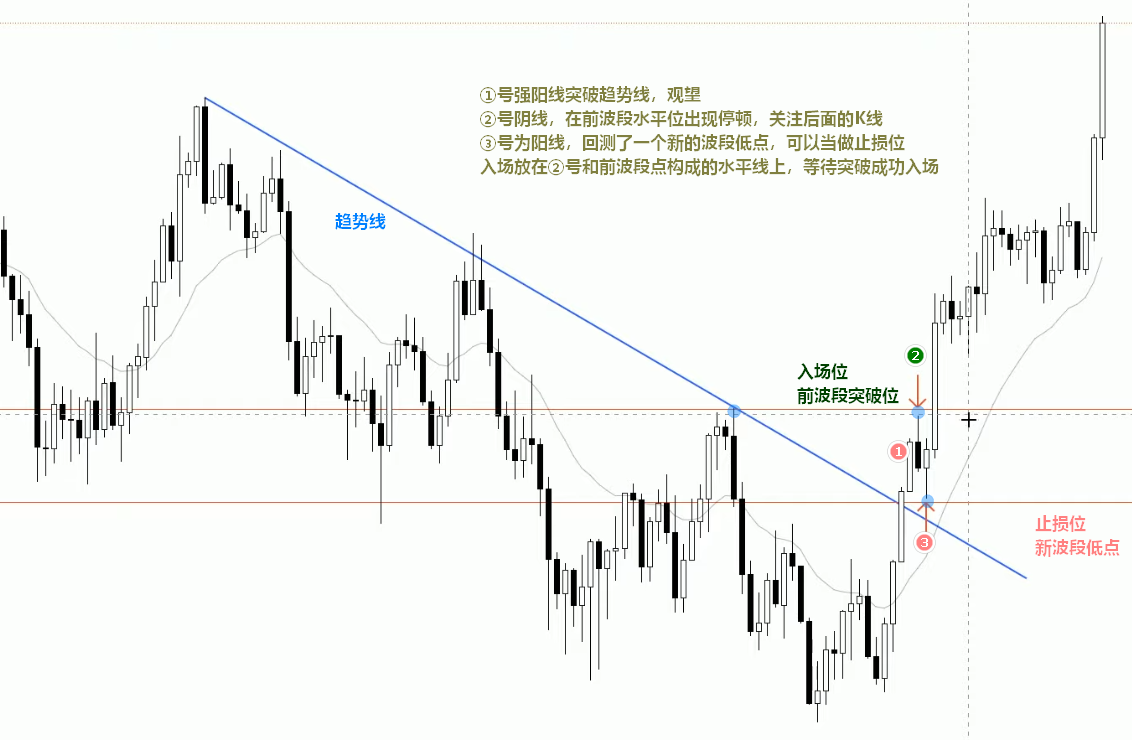 ①号强阳线突破趋势线，观望
②号阴线，在前波段水平位出现停顿，关注后面的K线
③号为阳线，回测了一个新的波段低点，可以当做止损位
入场放在②号和前波段点构成的水平线上，等待突破成功入场
趋势线
2
入场位
前波段突破位
1
3
止损位
新波段低点